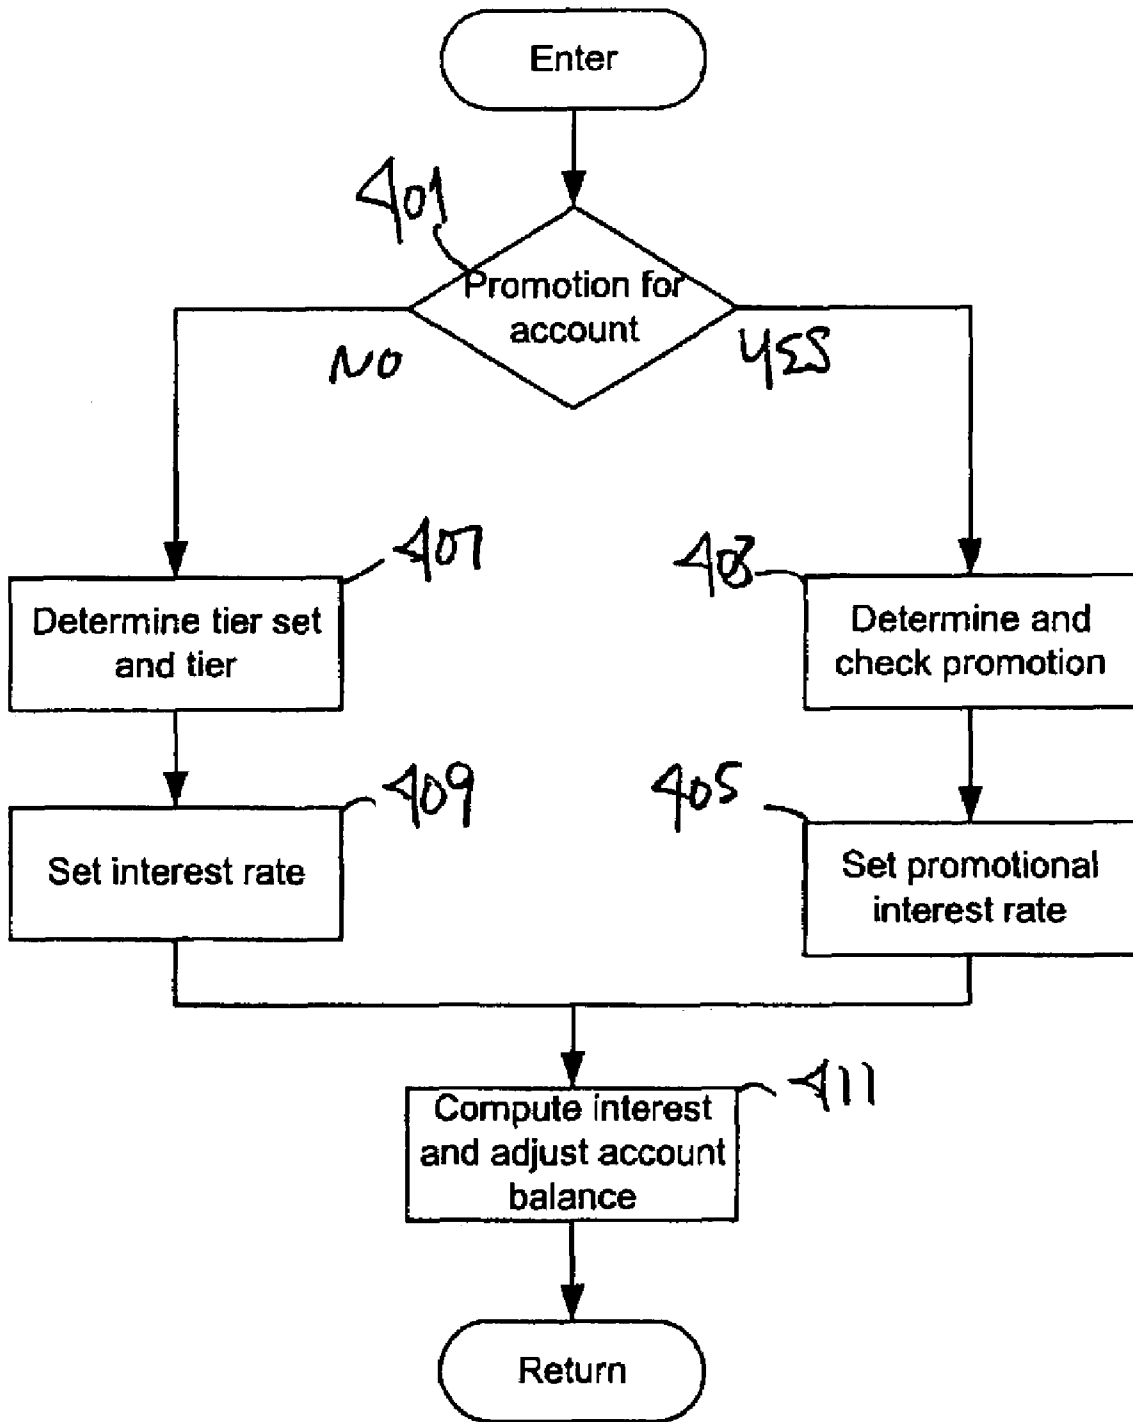 Enter
401
Promotion for
account
NO
YES
407
403
Determine tier set
and tier
Determine and
check promotion
409
405
Set interest rate
Set promotional
interest rate
411
Compute interest
and adjust account
balance
Return